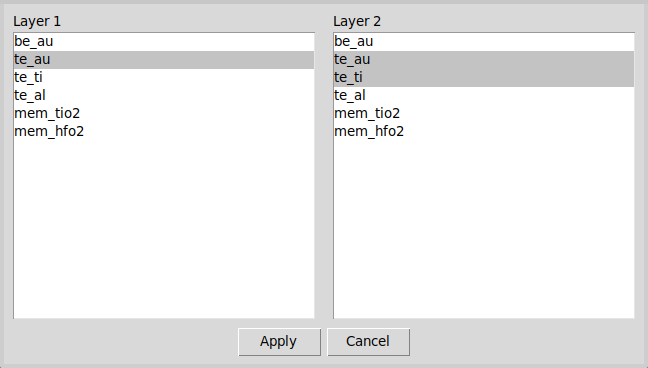 Layer 1
be_au
te_au
te_ti
te_al
mem_tio2
mem_hfo2
Layer 2
be_au
te_au
te_ti
te_al
mem_tio2
mem_hfo2
Apply
Cancel